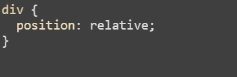 div {
  position: relative;
}